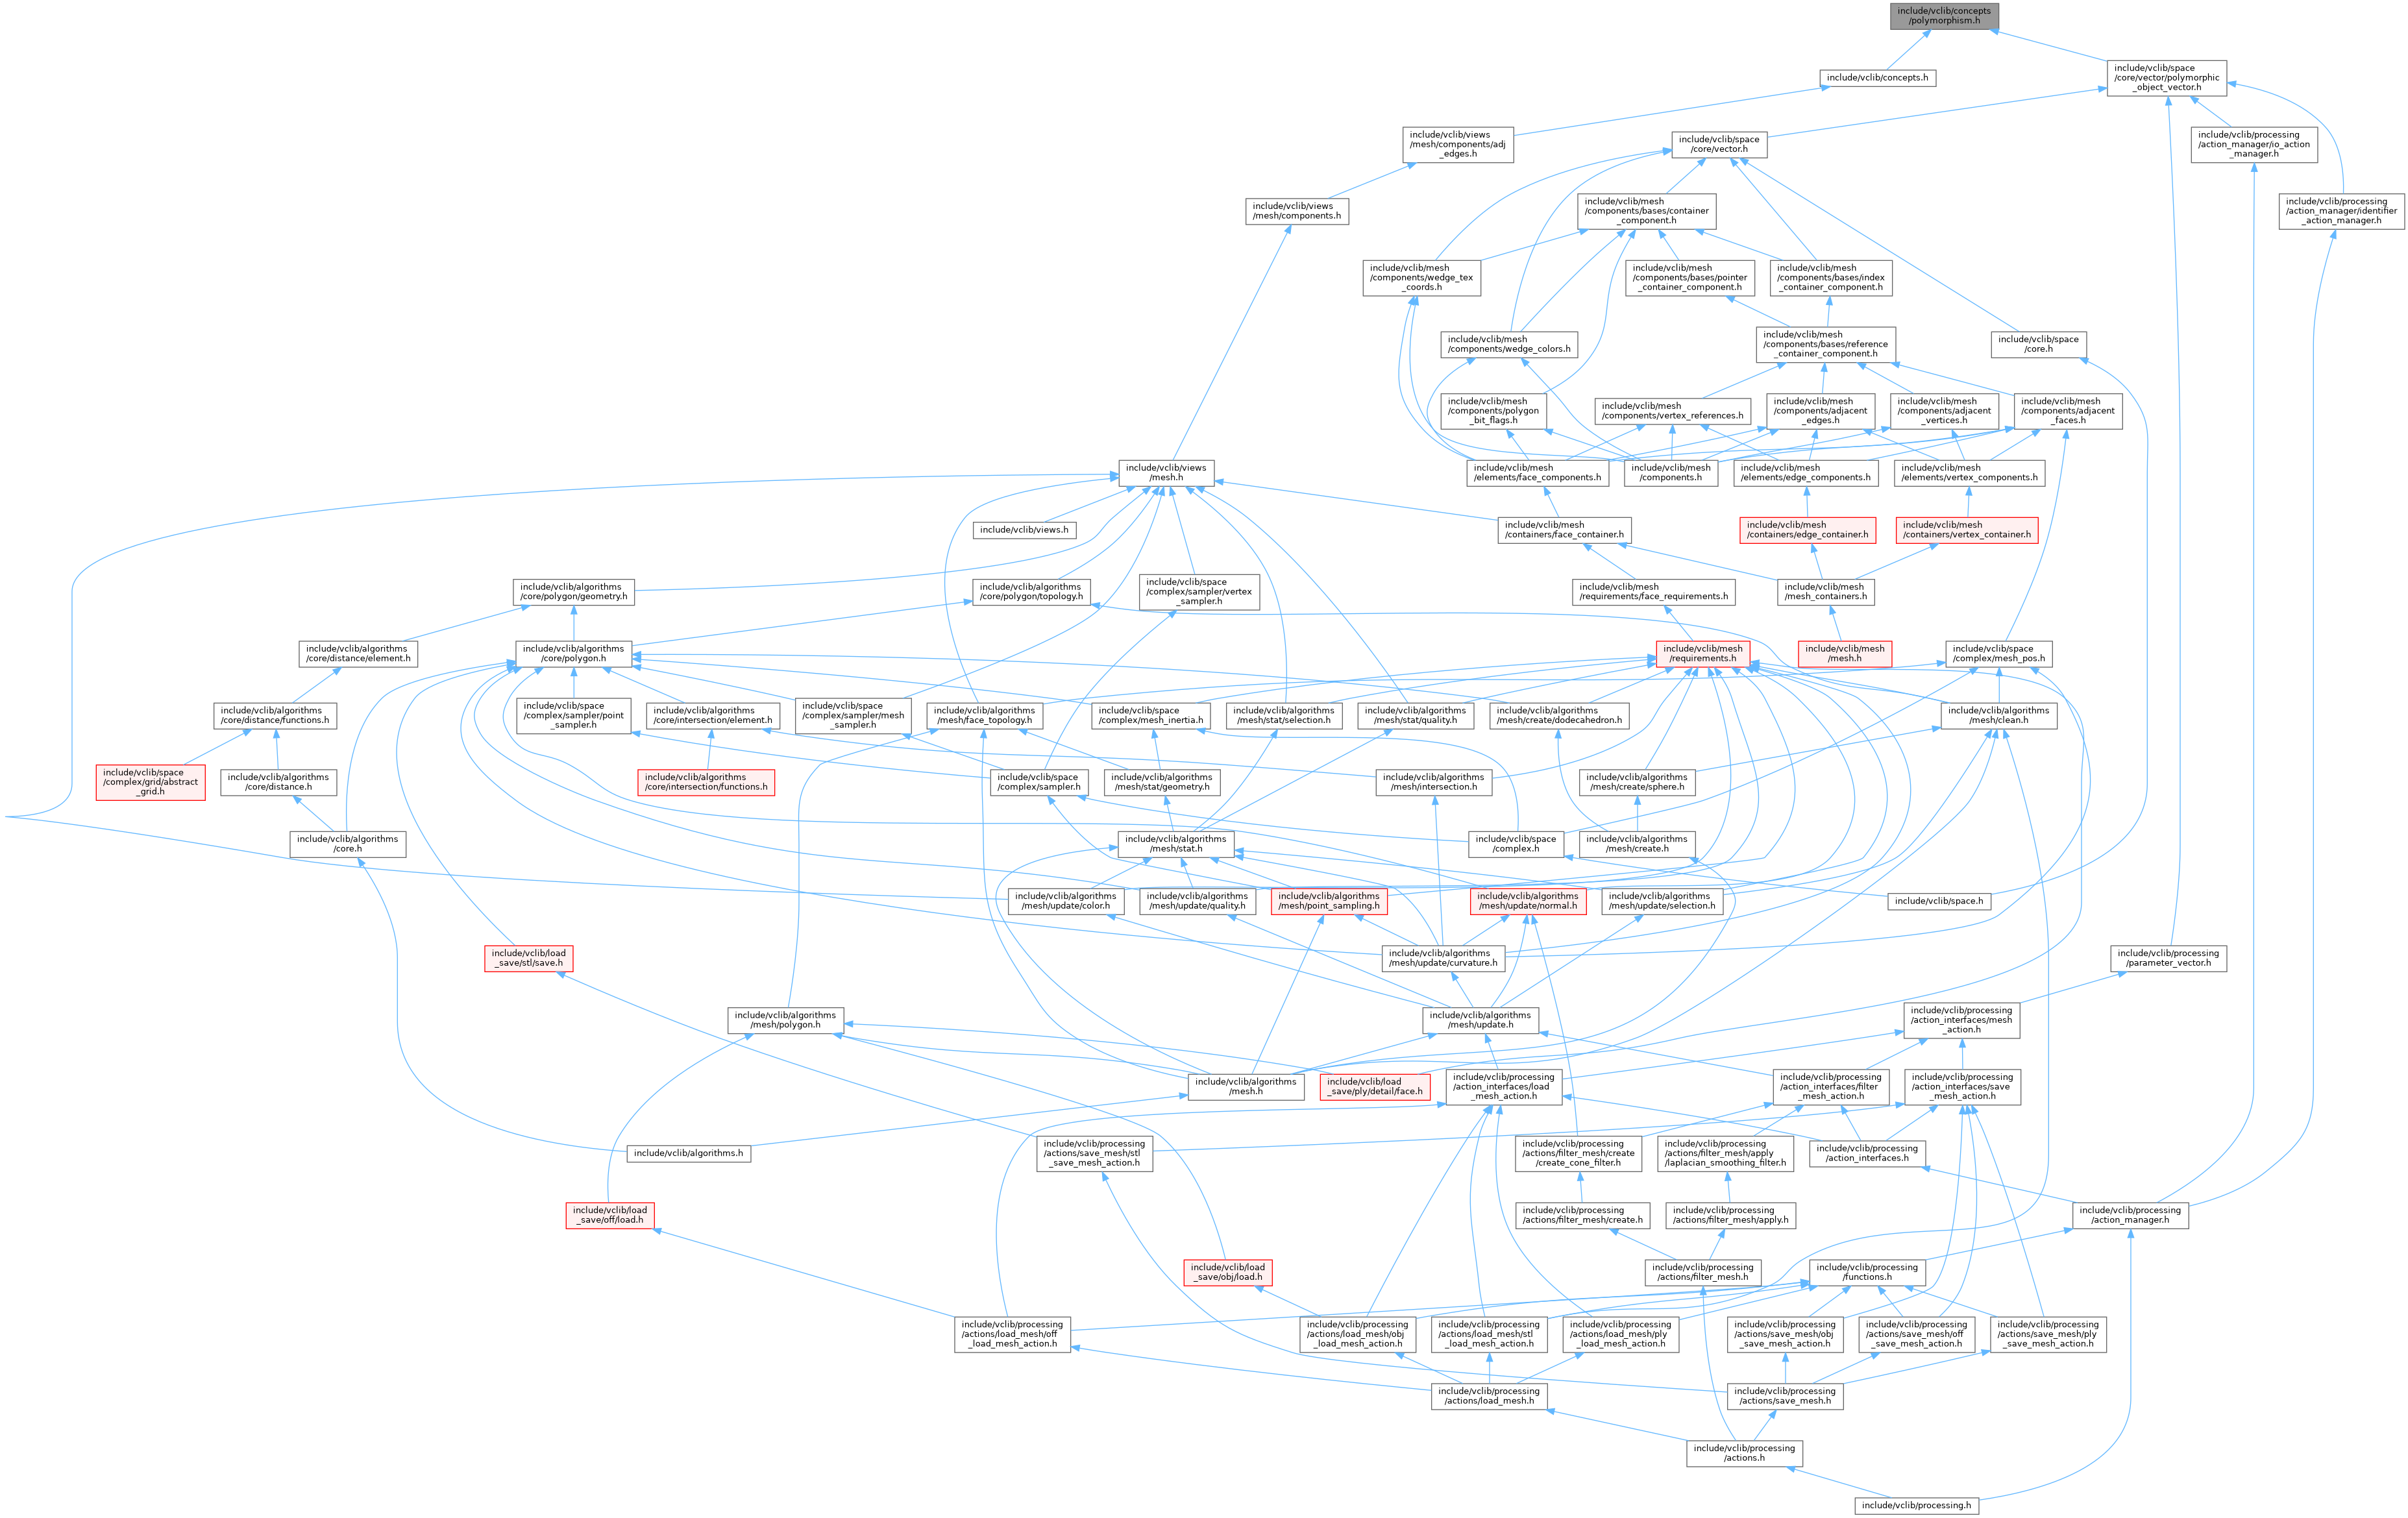 include/vclib/concepts
/polymorphism.h
include/vclib/concepts.h
include/vclib/space
/core/vector/polymorphic
_object_vector.h
include/vclib/views
/mesh/components/adj
_edges.h
include/vclib/space
/core/vector.h
include/vclib/processing
/action_manager/io_action
_manager.h
include/vclib/views
/mesh/components.h
include/vclib/mesh
/components/bases/container
_component.h
include/vclib/processing
/action_manager/identifier
_action_manager.h
include/vclib/mesh
/components/wedge_tex
_coords.h
include/vclib/mesh
/components/bases/pointer
_container_component.h
include/vclib/mesh
/components/bases/index
_container_component.h
include/vclib/mesh
/components/wedge_colors.h
include/vclib/mesh
/components/bases/reference
_container_component.h
include/vclib/space
/core.h
include/vclib/mesh
/components/polygon
_bit_flags.h
include/vclib/mesh
/components/vertex_references.h
include/vclib/mesh
/components/adjacent
_edges.h
include/vclib/mesh
/components/adjacent
_vertices.h
include/vclib/mesh
/components/adjacent
_faces.h
include/vclib/views
/mesh.h
include/vclib/mesh
/elements/face_components.h
include/vclib/mesh
/components.h
include/vclib/mesh
/elements/edge_components.h
include/vclib/mesh
/elements/vertex_components.h
include/vclib/views.h
include/vclib/mesh
/containers/face_container.h
include/vclib/mesh
/containers/edge_container.h
include/vclib/mesh
/containers/vertex_container.h
include/vclib/algorithms
/core/polygon/geometry.h
include/vclib/algorithms
/core/polygon/topology.h
include/vclib/space
/complex/sampler/vertex
_sampler.h
include/vclib/mesh
/requirements/face_requirements.h
include/vclib/mesh
/mesh_containers.h
include/vclib/algorithms
/core/distance/element.h
include/vclib/algorithms
/core/polygon.h
include/vclib/mesh
/requirements.h
include/vclib/mesh
/mesh.h
include/vclib/space
/complex/mesh_pos.h
include/vclib/algorithms
/core/distance/functions.h
include/vclib/space
/complex/sampler/point
_sampler.h
include/vclib/algorithms
/core/intersection/element.h
include/vclib/space
/complex/sampler/mesh
_sampler.h
include/vclib/algorithms
/mesh/face_topology.h
include/vclib/space
/complex/mesh_inertia.h
include/vclib/algorithms
/mesh/stat/selection.h
include/vclib/algorithms
/mesh/stat/quality.h
include/vclib/algorithms
/mesh/create/dodecahedron.h
include/vclib/algorithms
/mesh/clean.h
include/vclib/space
/complex/grid/abstract
_grid.h
include/vclib/algorithms
/core/distance.h
include/vclib/algorithms
/core/intersection/functions.h
include/vclib/space
/complex/sampler.h
include/vclib/algorithms
/mesh/stat/geometry.h
include/vclib/algorithms
/mesh/intersection.h
include/vclib/algorithms
/mesh/create/sphere.h
include/vclib/algorithms
/core.h
include/vclib/algorithms
/mesh/stat.h
include/vclib/space
/complex.h
include/vclib/algorithms
/mesh/create.h
include/vclib/algorithms
/mesh/update/color.h
include/vclib/algorithms
/mesh/update/quality.h
include/vclib/algorithms
/mesh/point_sampling.h
include/vclib/algorithms
/mesh/update/normal.h
include/vclib/algorithms
/mesh/update/selection.h
include/vclib/space.h
include/vclib/load
_save/stl/save.h
include/vclib/algorithms
/mesh/update/curvature.h
include/vclib/processing
/parameter_vector.h
include/vclib/algorithms
/mesh/polygon.h
include/vclib/algorithms
/mesh/update.h
include/vclib/processing
/action_interfaces/mesh
_action.h
include/vclib/algorithms
/mesh.h
include/vclib/load
_save/ply/detail/face.h
include/vclib/processing
/action_interfaces/load
_mesh_action.h
include/vclib/processing
/action_interfaces/filter
_mesh_action.h
include/vclib/processing
/action_interfaces/save
_mesh_action.h
include/vclib/algorithms.h
include/vclib/processing
/actions/save_mesh/stl
_save_mesh_action.h
include/vclib/processing
/actions/filter_mesh/create
/create_cone_filter.h
include/vclib/processing
/actions/filter_mesh/apply
/laplacian_smoothing_filter.h
include/vclib/processing
/action_interfaces.h
include/vclib/load
_save/off/load.h
include/vclib/processing
/actions/filter_mesh/create.h
include/vclib/processing
/actions/filter_mesh/apply.h
include/vclib/processing
/action_manager.h
include/vclib/load
_save/obj/load.h
include/vclib/processing
/actions/filter_mesh.h
include/vclib/processing
/functions.h
include/vclib/processing
/actions/load_mesh/off
_load_mesh_action.h
include/vclib/processing
/actions/load_mesh/obj
_load_mesh_action.h
include/vclib/processing
/actions/load_mesh/stl
_load_mesh_action.h
include/vclib/processing
/actions/load_mesh/ply
_load_mesh_action.h
include/vclib/processing
/actions/save_mesh/obj
_save_mesh_action.h
include/vclib/processing
/actions/save_mesh/off
_save_mesh_action.h
include/vclib/processing
/actions/save_mesh/ply
_save_mesh_action.h
include/vclib/processing
/actions/load_mesh.h
include/vclib/processing
/actions/save_mesh.h
include/vclib/processing
/actions.h
include/vclib/processing.h